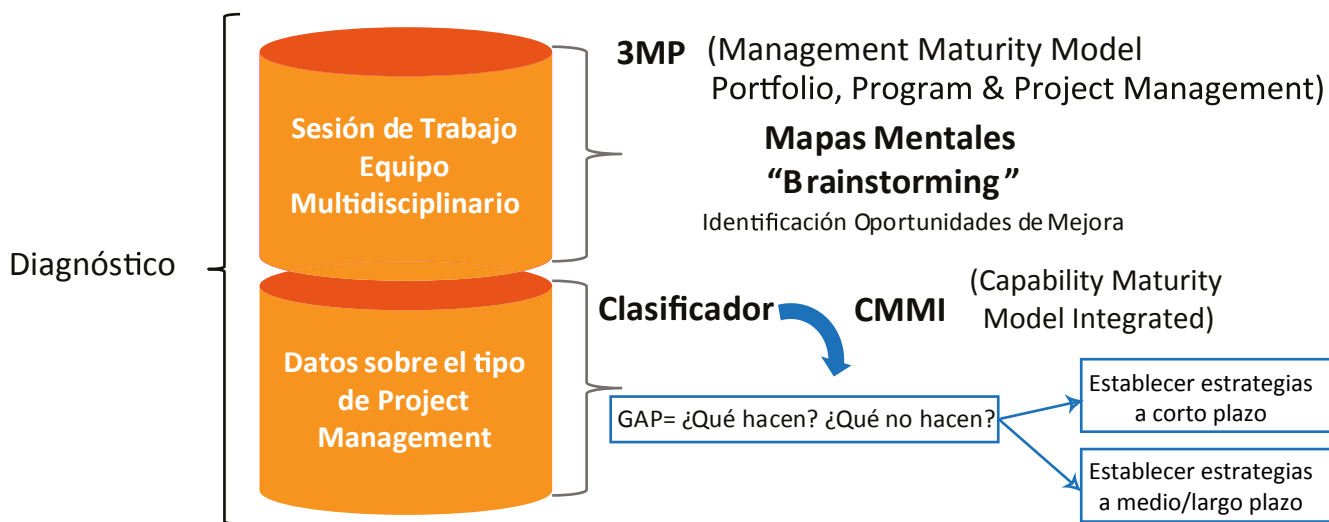 Diagnóstico
Sesión de Trabajo
Equipo
Multidisciplinario
3MP (Management Maturity Model
Portfolio, Program & Project Management)
Mapas Mentales
“Brainstorming”
Identificación Oportunidades de Mejora
Datos sobre el tipo
de Project
Management
Clasificador
CMMI (Capability Maturity
Model Integrated)
GAP= ¿Qué hacen? ¿Qué no hacen?
Establecer estrategias
a corto plazo
Establecer estrategias
a medio/largo plazo